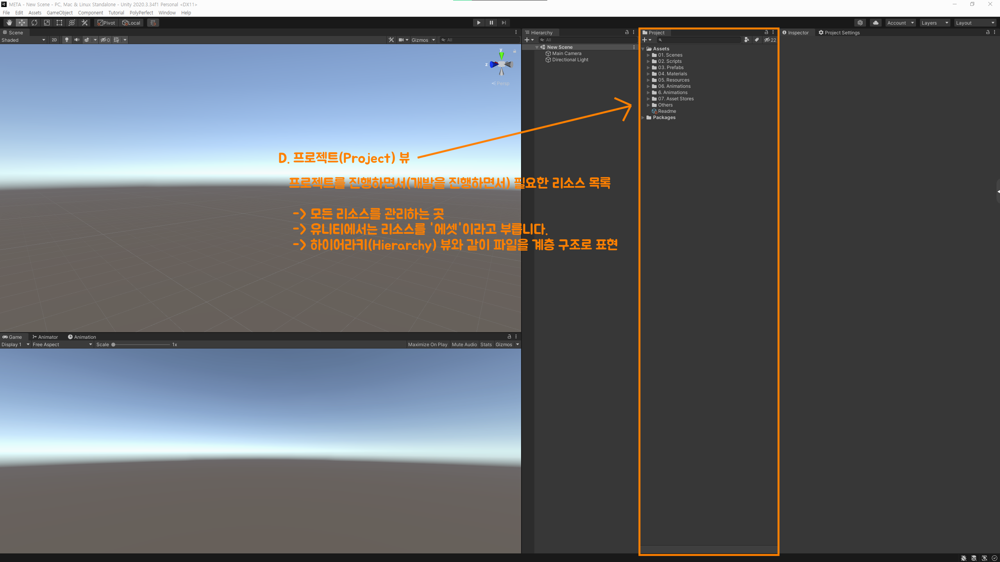 META - New Scene - PC, Mac & Linux Standalone - Unity 2020.3.34f1 Personal <DX11>
File Edit Assets GameObject Component Tutorial PolyPerfect Window Help
Pivot Local Account Layers Layout
Scene
Shaded 2D 0 Gizmos All
y
z
Persp
Hierarchy
All
New Scene
Main Camera
Directional Light
Project
22
Assets
01. Scenes
02. Scripts
03. Prefabs
04. Materials
05. Resources
06. Animations
6. Animations
07. Asset Stores
Others
Readme
Packages
Inspector Project Settings
D. 프로젝트(Project) 뷰
프로젝트를 진행하면서(개발을 진행하면서) 필요한 리소스 목록
-> 모든 리소스를 관리하는 곳
-> 유니티에서는 리소스를 '에셋'이라고 부릅니다.
-> 하이어라키(Hierarchy) 뷰와 같이 파일을 계층 구조로 표현
Game Animator Animation
Display 1 Free Aspect Scale 1x Maximize On Play Mute Audio Stats Gizmos